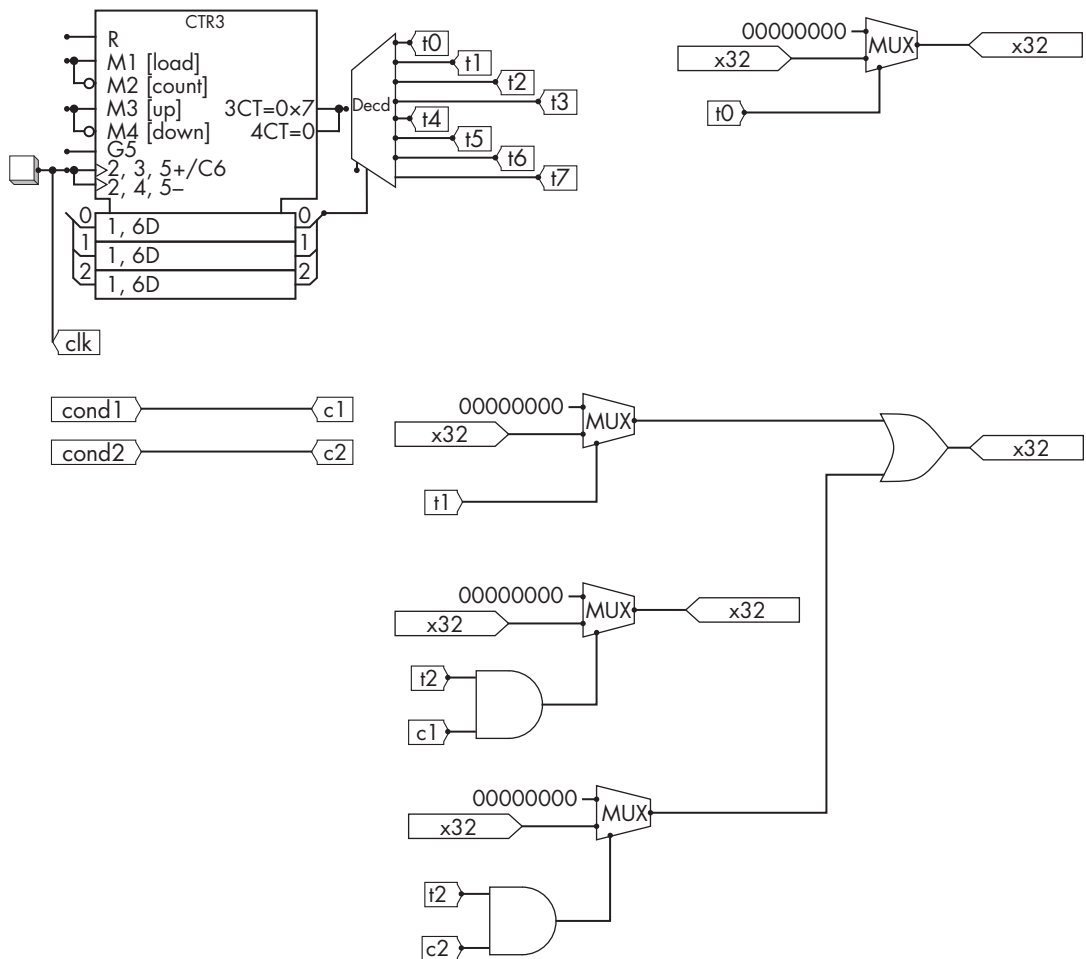 CTR3
R
M1 [load]
M2 [count]
M3 [up]
M4 [down]
G5
2, 3, 5+/C6
2, 4, 5–
3CT=0×7
4CT=0
0
1, 6D
0
1
1, 6D
1
2
1, 6D
2
Decd
t0
t1
t2
t3
t4
t5
t6
t7
clk
00000000
x32
MUX
x32
t0
cond1
c1
cond2
c2
00000000
x32
MUX
t1
x32
00000000
x32
MUX
x32
t2
c1
00000000
x32
MUX
t2
c2